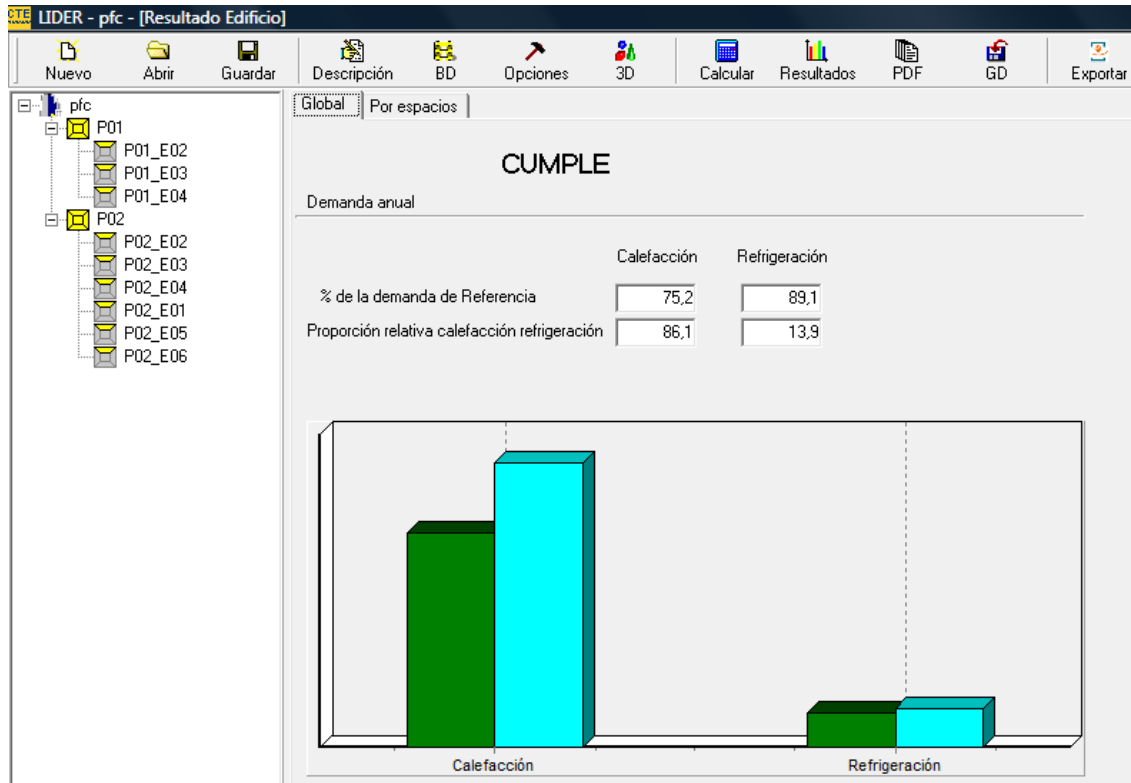 CTE LIDER - pfc - [Resultado Edificio]
Nuevo Abrir Guardar Descripción BD Opciones 3D Calcular Resultados PDF GD Exportar
pfc
P01
P01_E02
P01_E03
P01_E04
P02
P02_E02
P02_E03
P02_E04
P02_E01
P02_E05
P02_E06
Global Por espacios
CUMPLE
Demanda anual
Calefacción Refrigeración
% de la demanda de Referencia 75,2 89,1
Proporción relativa calefacción refrigeración 86,1 13,9
Calefacción Refrigeración